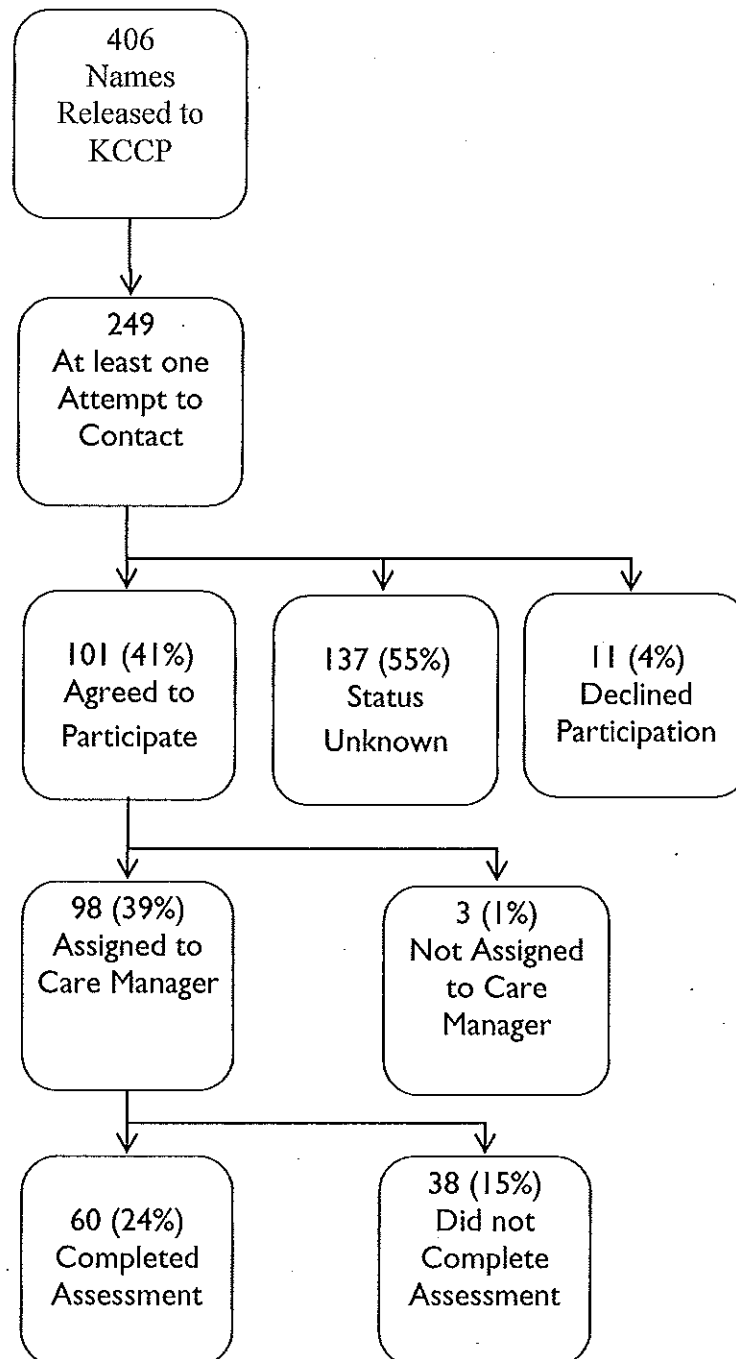 406
Names
Released to
KCCP
249
At least one
Attempt to
Contact
101 (41%)
Agreed to
Participate
137 (55%)
Status
Unknown
11 (4%)
Declined
Participation
98 (39%)
Assigned to
Care Manager
3 (1%)
Not Assigned
to Care
Manager
60 (24%)
Completed
Assessment
38 (15%)
Did not
Complete
Assessment